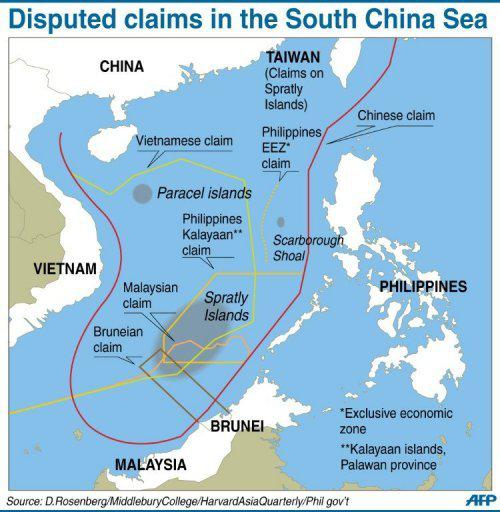 Disputed claims in the South China Sea
CHINA
TAIWAN
(Claims on
Spratly
Islands)
Chinese claim
Vietnamese claim
Philippines
EEZ*
claim
Paracel islands
Philippines
Kalayaan**
claim
Scarborough
Shoal
VIETNAM
Malaysian
claim
Spratly
Islands
PHILIPPINES
Bruneian
claim
BRUNEI
*Exclusive economic
zone
**Kalayaan islands,
Palawan province
MALAYSIA
Source: D.Rosenberg/MiddleburyCollege/HarvardAsiaQuarterly/Phil gov't
AFP